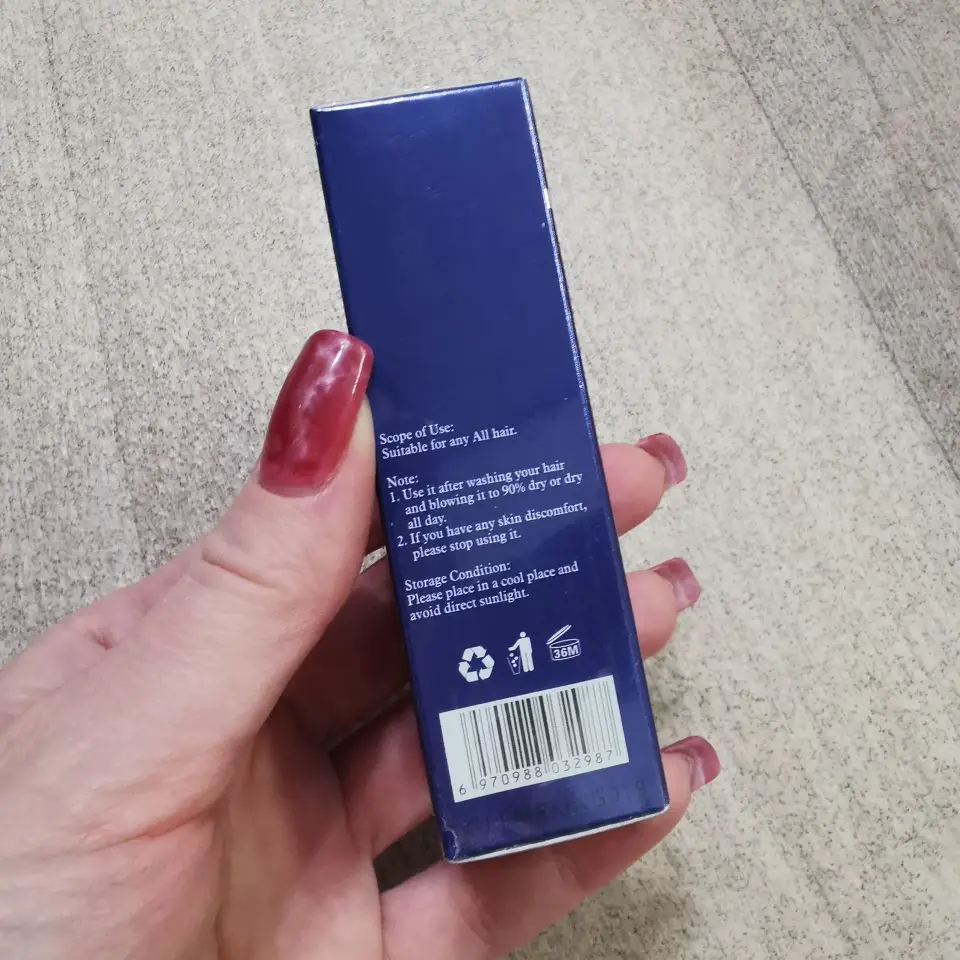 Scope of Use:
Suitable for any All hair.
Note:
1. Use it after washing your hair
and blowing it to 90% dry or dry
all day.
2. If you have any skin discomfort,
please stop using it.
Storage Condition:
Please place in a cool place and
avoid direct sunlight.
36M
6 970988 032987